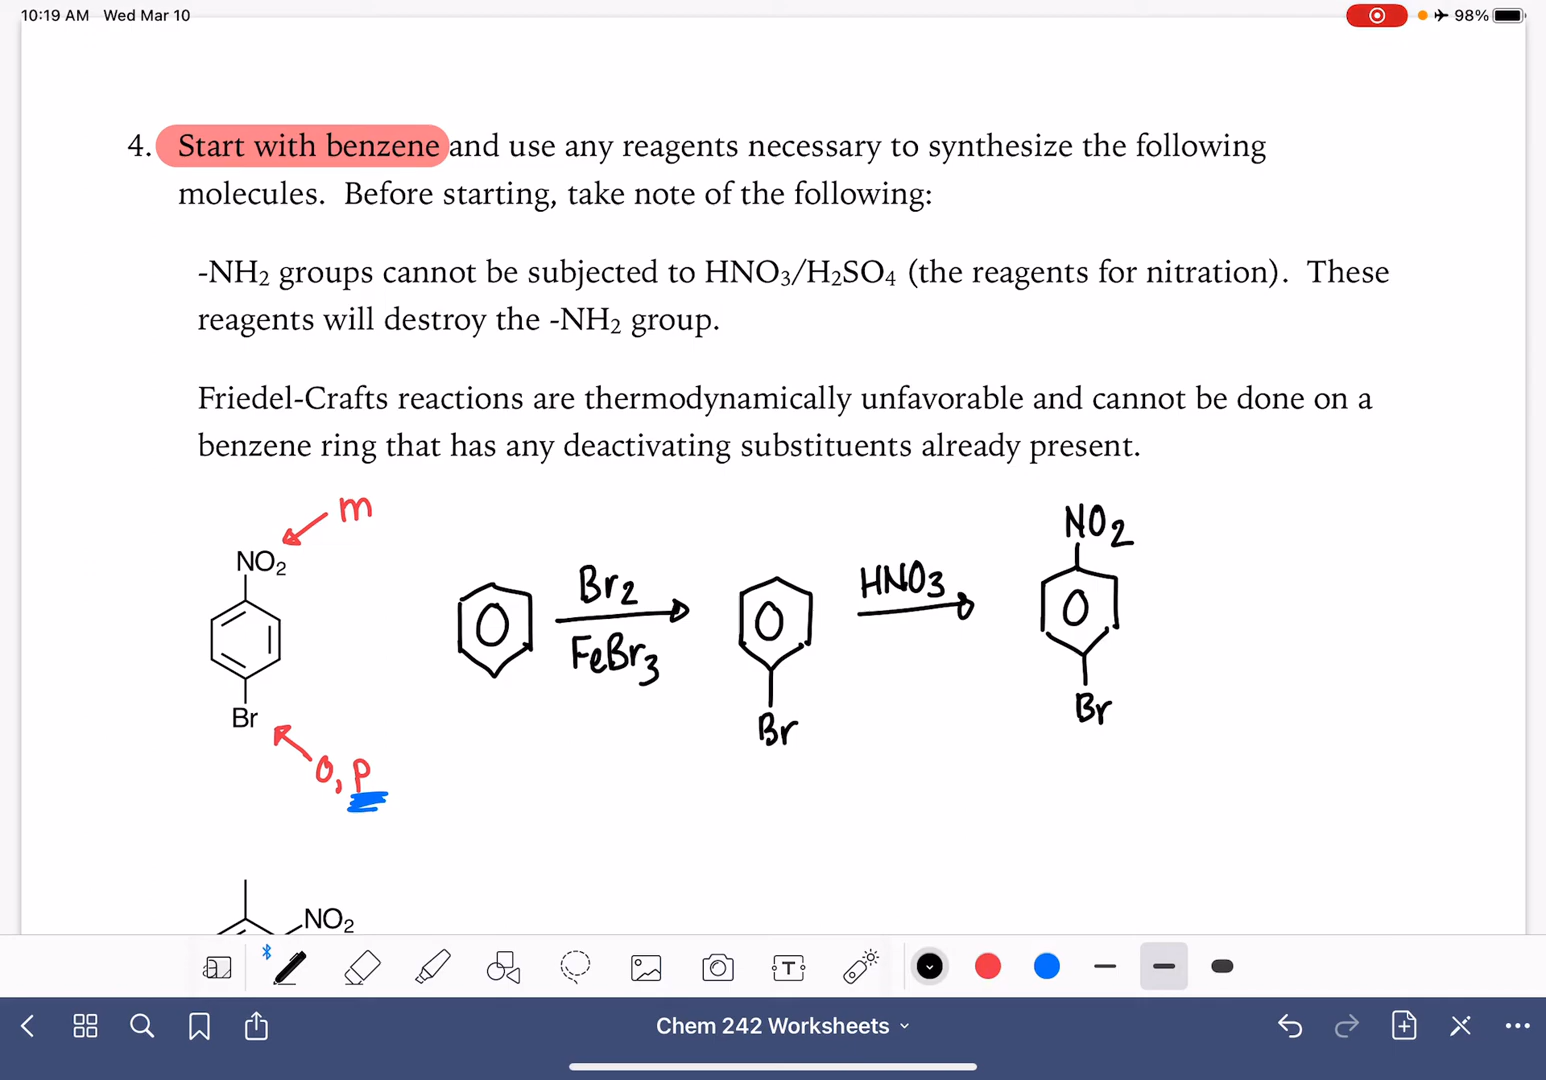 10:19 AM Wed Mar 10
98%
4. Start with benzene and use any reagents necessary to synthesize the following
molecules. Before starting, take note of the following:
-NH₂ groups cannot be subjected to HNO₃/H₂SO₄ (the reagents for nitration). These
reagents will destroy the -NH₂ group.
Friedel-Crafts reactions are thermodynamically unfavorable and cannot be done on a
benzene ring that has any deactivating substituents already present.
m
NO₂
Br
o, p
Br₂
FeBr₃
Br
HNO₃
NO₂
Br
NO₂
Chem 242 Worksheets